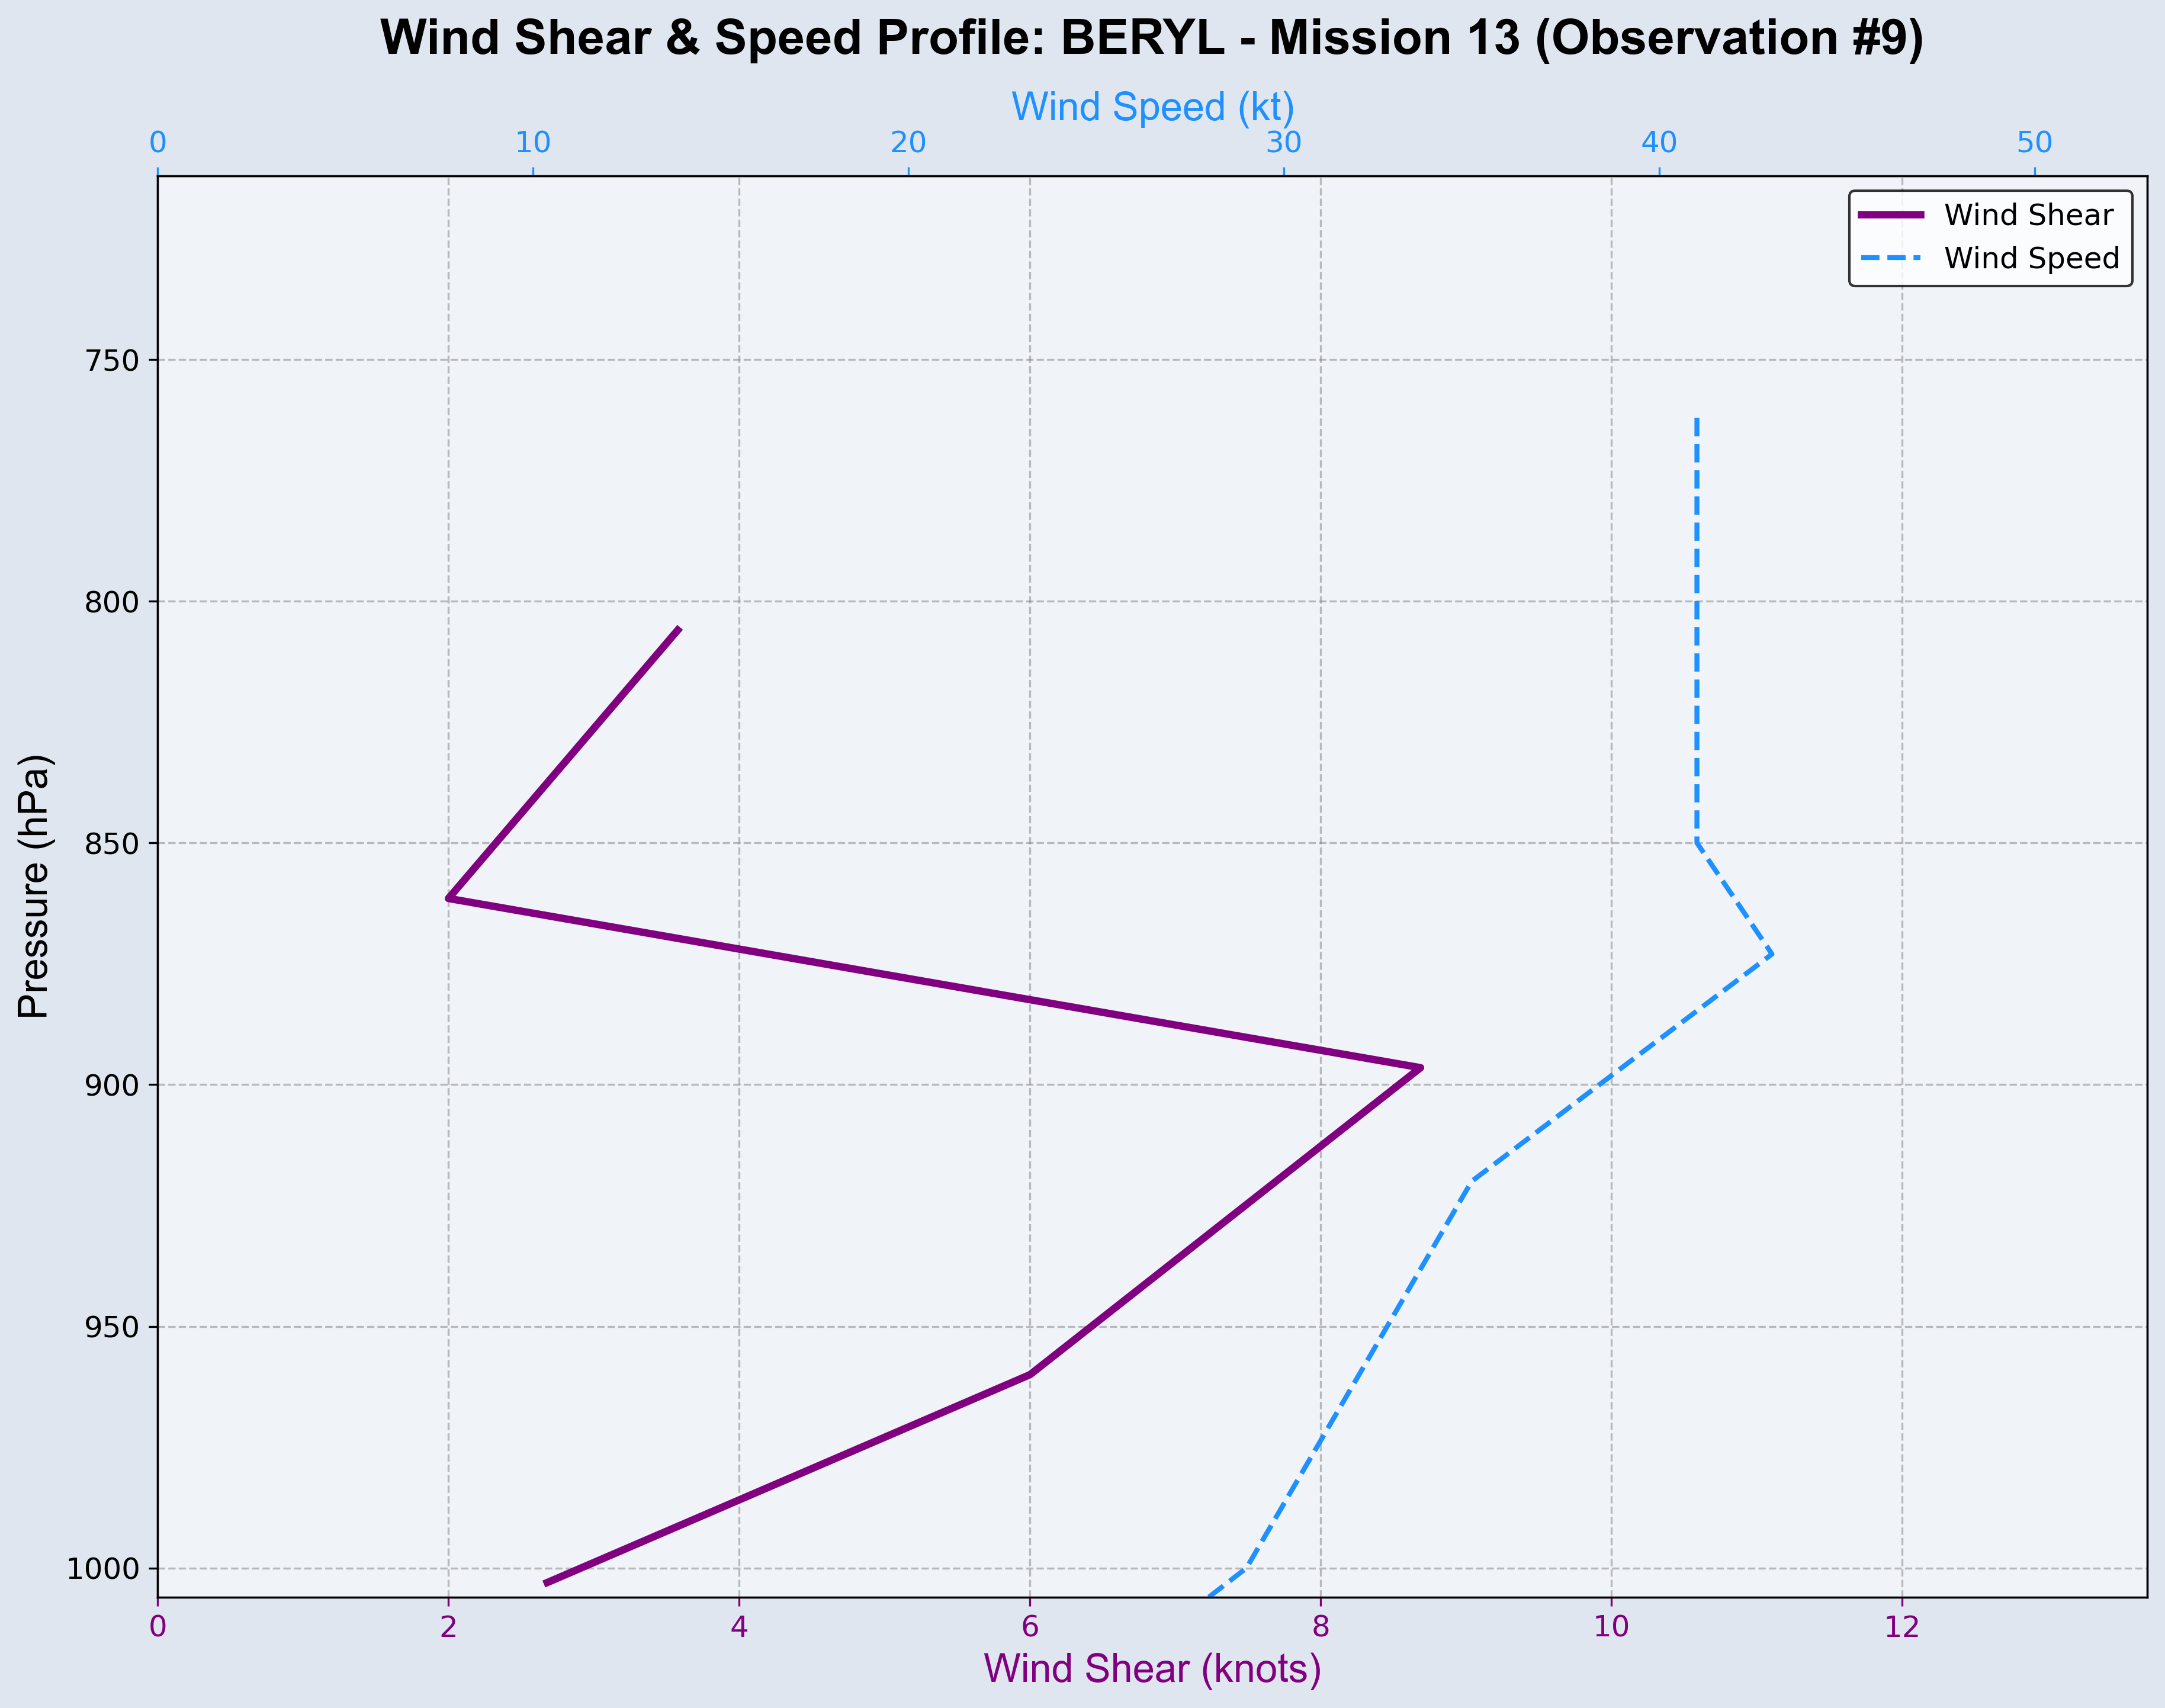 Wind Shear & Speed Profile: BERYL - Mission 13 (Observation #9)
Wind Speed (kt)
0 10 20 30 40 50
Wind Shear
Wind Speed
750
800
850
900
950
1000
Pressure (hPa)
0 2 4 6 8 10 12
Wind Shear (knots)